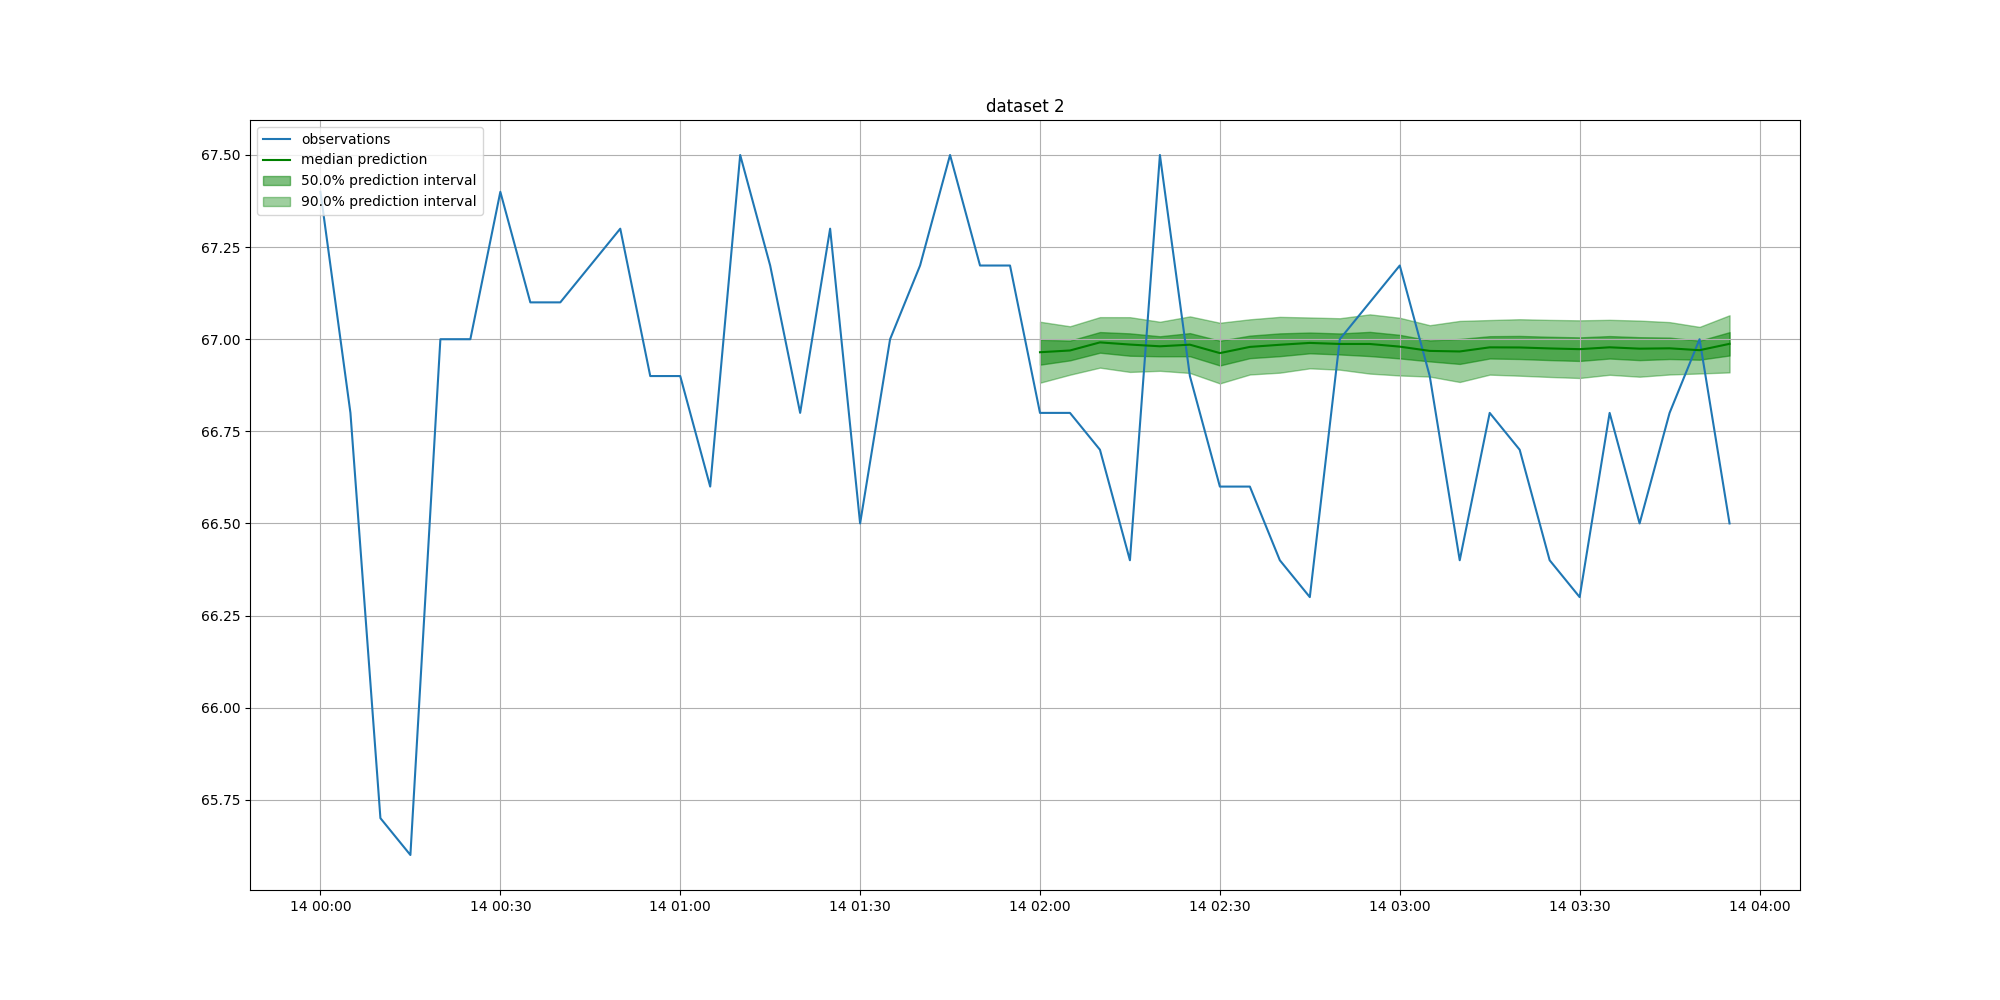 dataset 2
observations
median prediction
50.0% prediction interval
90.0% prediction interval
67.50
67.25
67.00
66.75
66.50
66.25
66.00
65.75
14 00:00 14 00:30 14 01:00 14 01:30 14 02:00 14 02:30 14 03:00 14 03:30 14 04:00